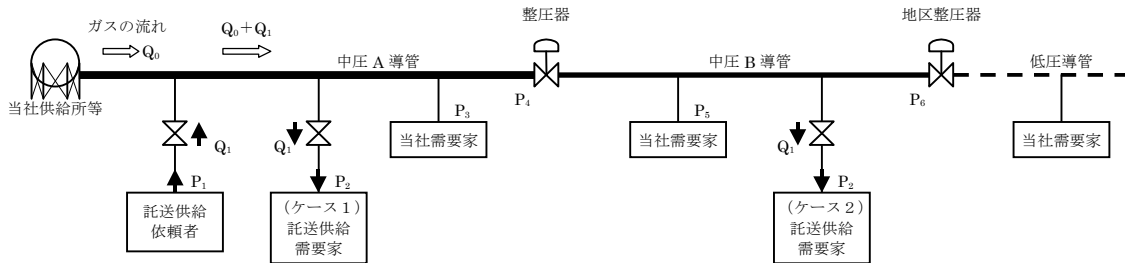 ガスの流れ
Q₀
Q₀+Q₁
整圧器
地区整圧器
中圧 A 導管
中圧 B 導管
低圧導管
当社供給所等
P₄
P₆
P₃
P₅
Q₁
Q₁
Q₁
当社需要家
当社需要家
当社需要家
P₁
P₂
P₂
託送供給
依頼者
(ケース1)
託送供給
需要家
(ケース2)
託送供給
需要家